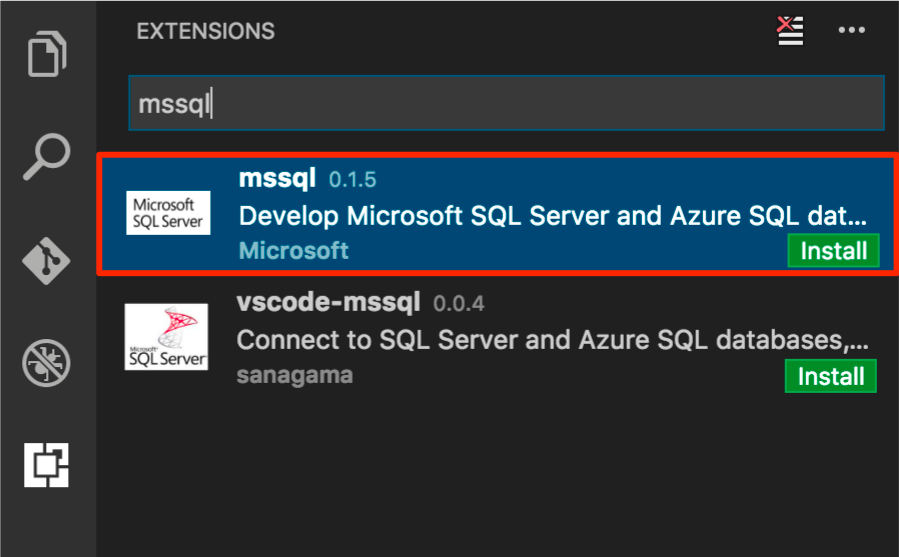 EXTENSIONS
mssql
mssql 0.1.5
Microsoft
SQL Server
Develop Microsoft SQL Server and Azure SQL dat...
Microsoft
Install
vscode-mssql 0.0.4
Microsoft
SQL Server
Connect to SQL Server and Azure SQL databases,...
sanagama
Install